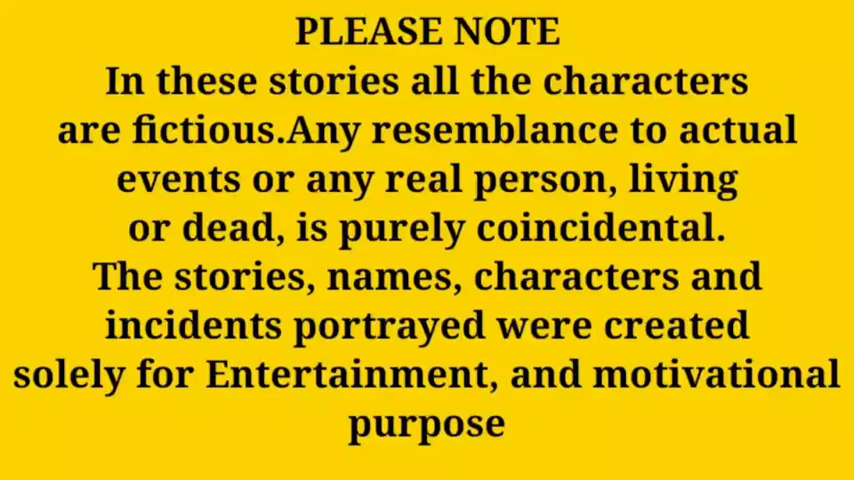 PLEASE NOTE
In these stories all the characters
are fictious.Any resemblance to actual
events or any real person, living
or dead, is purely coincidental.
The stories, names, characters and
incidents portrayed were created
solely for Entertainment, and motivational
purpose